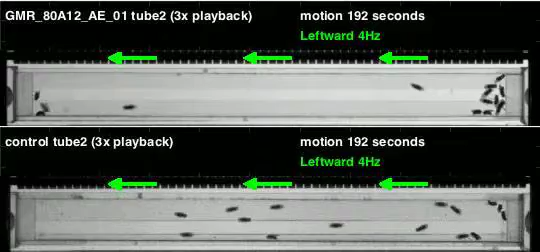 GMR_80A12_AE_01 tube2 (3x playback) motion 192 seconds
Leftward 4Hz
control tube2 (3x playback) motion 192 seconds
Leftward 4Hz